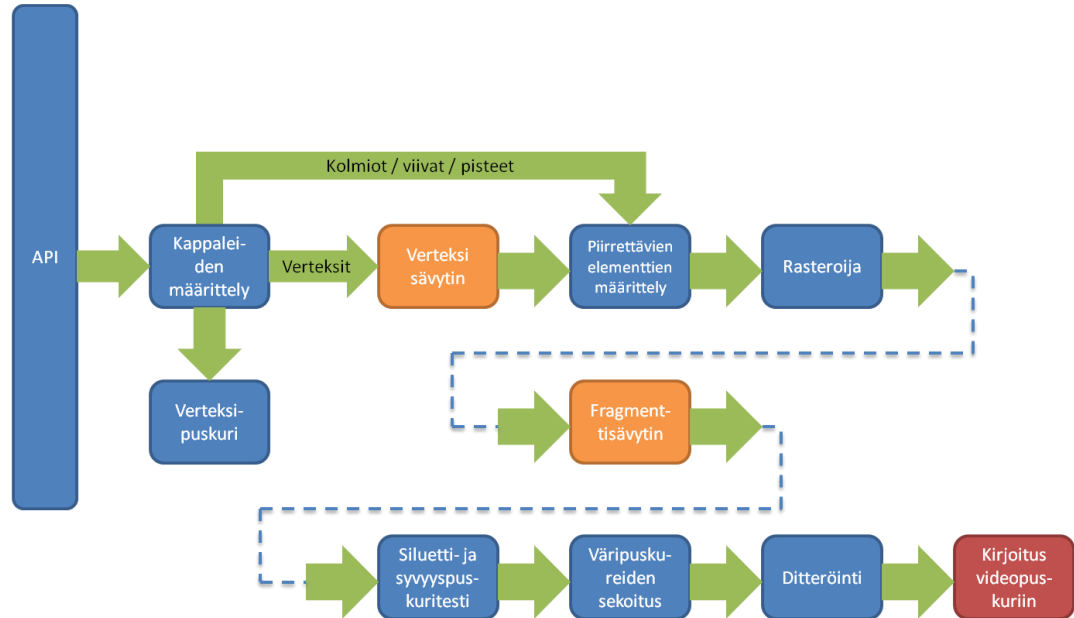 Kolmiot / viivat / pisteet
API
Kappalei-
den
määrittely
Verteksit
Verteksi
sävytin
Piirrettävien
elementtien
määrittely
Rasteroija
Verteksi-
puskuri
Fragment-
tisävytin
Siluetti- ja
syvyyspus-
kuritesti
Väripusku-
reiden
sekoitus
Ditteröinti
Kirjoitus
videopus-
kuriin